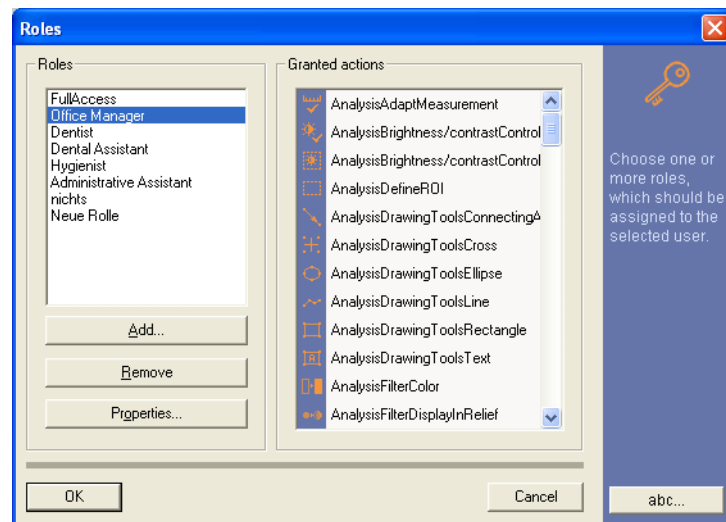 Roles
Roles
FullAccess
Office Manager
Dentist
Dental Assistant
Hygienist
Administrative Assistant
nichts
Neue Rolle
Add...
Remove
Properties...
Granted actions
AnalysisAdaptMeasurement
AnalysisBrightness/contrastControl
AnalysisBrightness/contrastControl
AnalysisDefineROI
AnalysisDrawingToolsConnectingA
AnalysisDrawingToolsCross
AnalysisDrawingToolsEllipse
AnalysisDrawingToolsLine
AnalysisDrawingToolsRectangle
AnalysisDrawingToolsText
AnalysisFilterColor
AnalysisFilterDisplayInRelief
Choose one or
more roles,
which should be
assigned to the
selected user.
OK
Cancel
abc...